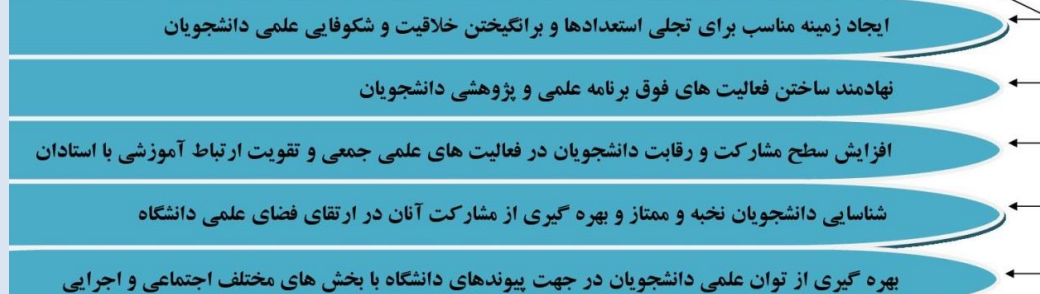 ایجاد زمینه مناسب برای تجلی استعدادها و برانگیختن خلاقیت و شکوفایی علمی دانشجویان
نهادمند ساختن فعالیت های فوق برنامه علمی و پژوهشی دانشجویان
افزایش سطح مشارکت و رقابت دانشجویان در فعالیت های علمی جمعی و تقویت ارتباط آموزشی با استادان
شناسایی دانشجویان نخبه و ممتاز و بهره گیری از مشارکت آنان در ارتقای فضای علمی دانشگاه
بهره گیری از توان علمی دانشجویان در جهت پیوندهای دانشگاه با بخش های مختلف اجتماعی و اجرایی